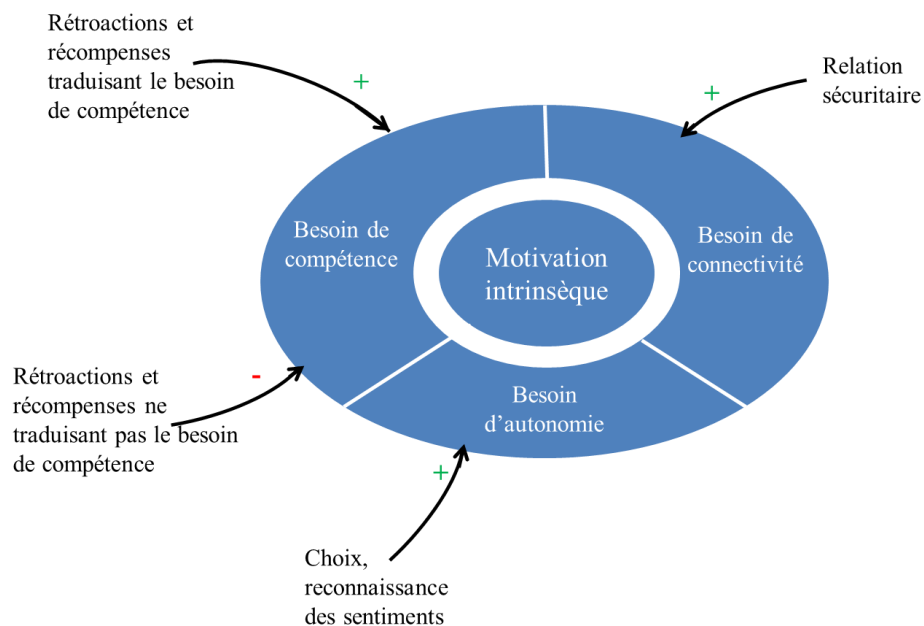 Rétroactions et
récompenses
traduisant le besoin
de compétence
+
+
Relation
sécuritaire
Besoin de
compétence
Motivation
intrinsèque
Besoin de
connectivité
Rétroactions et
récompenses ne
traduisant pas le besoin
de compétence
-
Besoin
d’autonomie
+
Choix,
reconnaissance
des sentiments